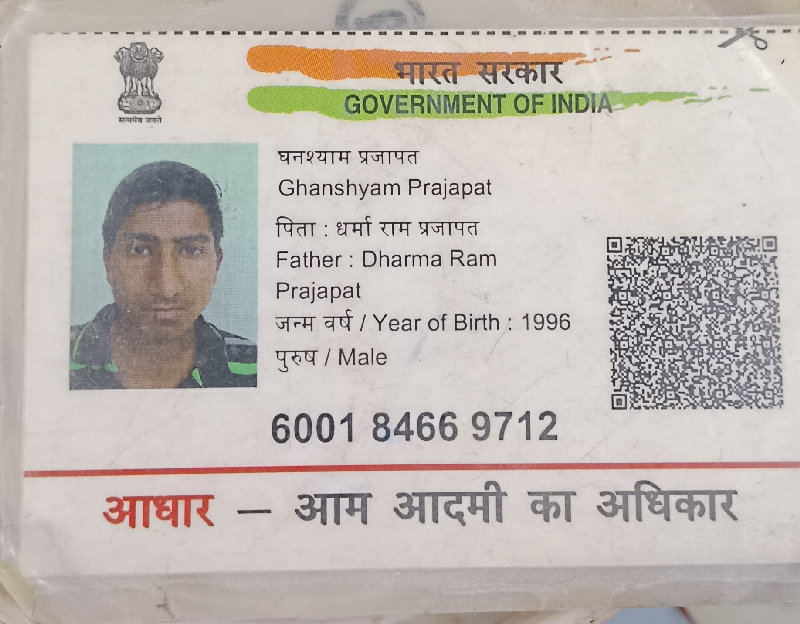 भारत सरकार
GOVERNMENT OF INDIA
सत्यमेव जयते
घनश्याम प्रजापत
Ghanshyam Prajapat
पिता : धर्मा राम प्रजापत
Father : Dharma Ram
Prajapat
जन्म वर्ष / Year of Birth : 1996
पुरुष / Male
6001 8466 9712
आधार — आम आदमी का अधिकार